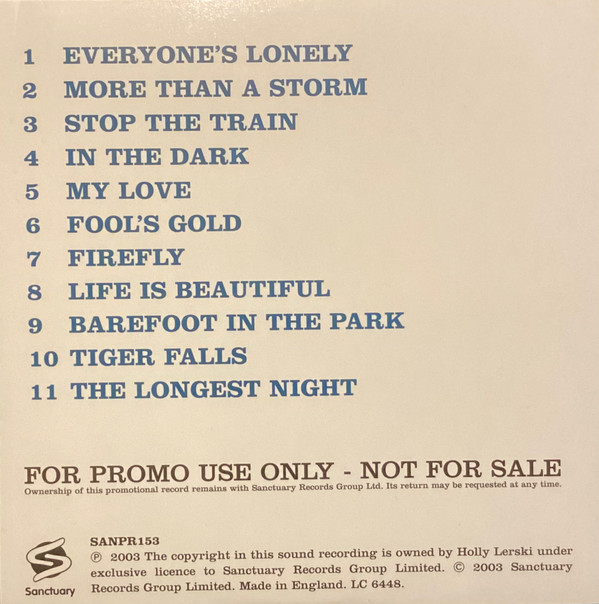 1 EVERYONE'S LONELY
2 MORE THAN A STORM
3 STOP THE TRAIN
4 IN THE DARK
5 MY LOVE
6 FOOL'S GOLD
7 FIREFLY
8 LIFE IS BEAUTIFUL
9 BAREFOOT IN THE PARK
10 TIGER FALLS
11 THE LONGEST NIGHT
FOR PROMO USE ONLY - NOT FOR SALE
Ownership of this promotional record remains with Sanctuary Records Group Ltd. Its return may be requested at any time.
SANPR153
℗ 2003 The copyright in this sound recording is owned by Holly Lerski under
exclusive licence to Sanctuary Records Group Limited. © 2003 Sanctuary
Records Group Limited. Made in England. LC 6448.
Sanctuary